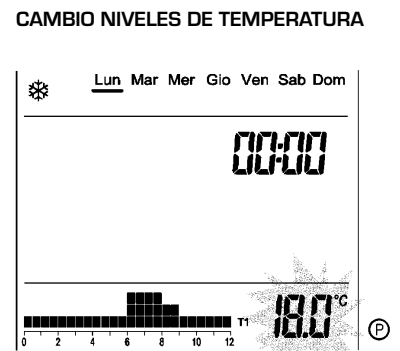 CAMBIO NIVELES DE TEMPERATURA
Lun Mar Mer Gio Ven Sab Dom
00:00
T1 18.0 °C
P
0 2 4 6 8 10 12